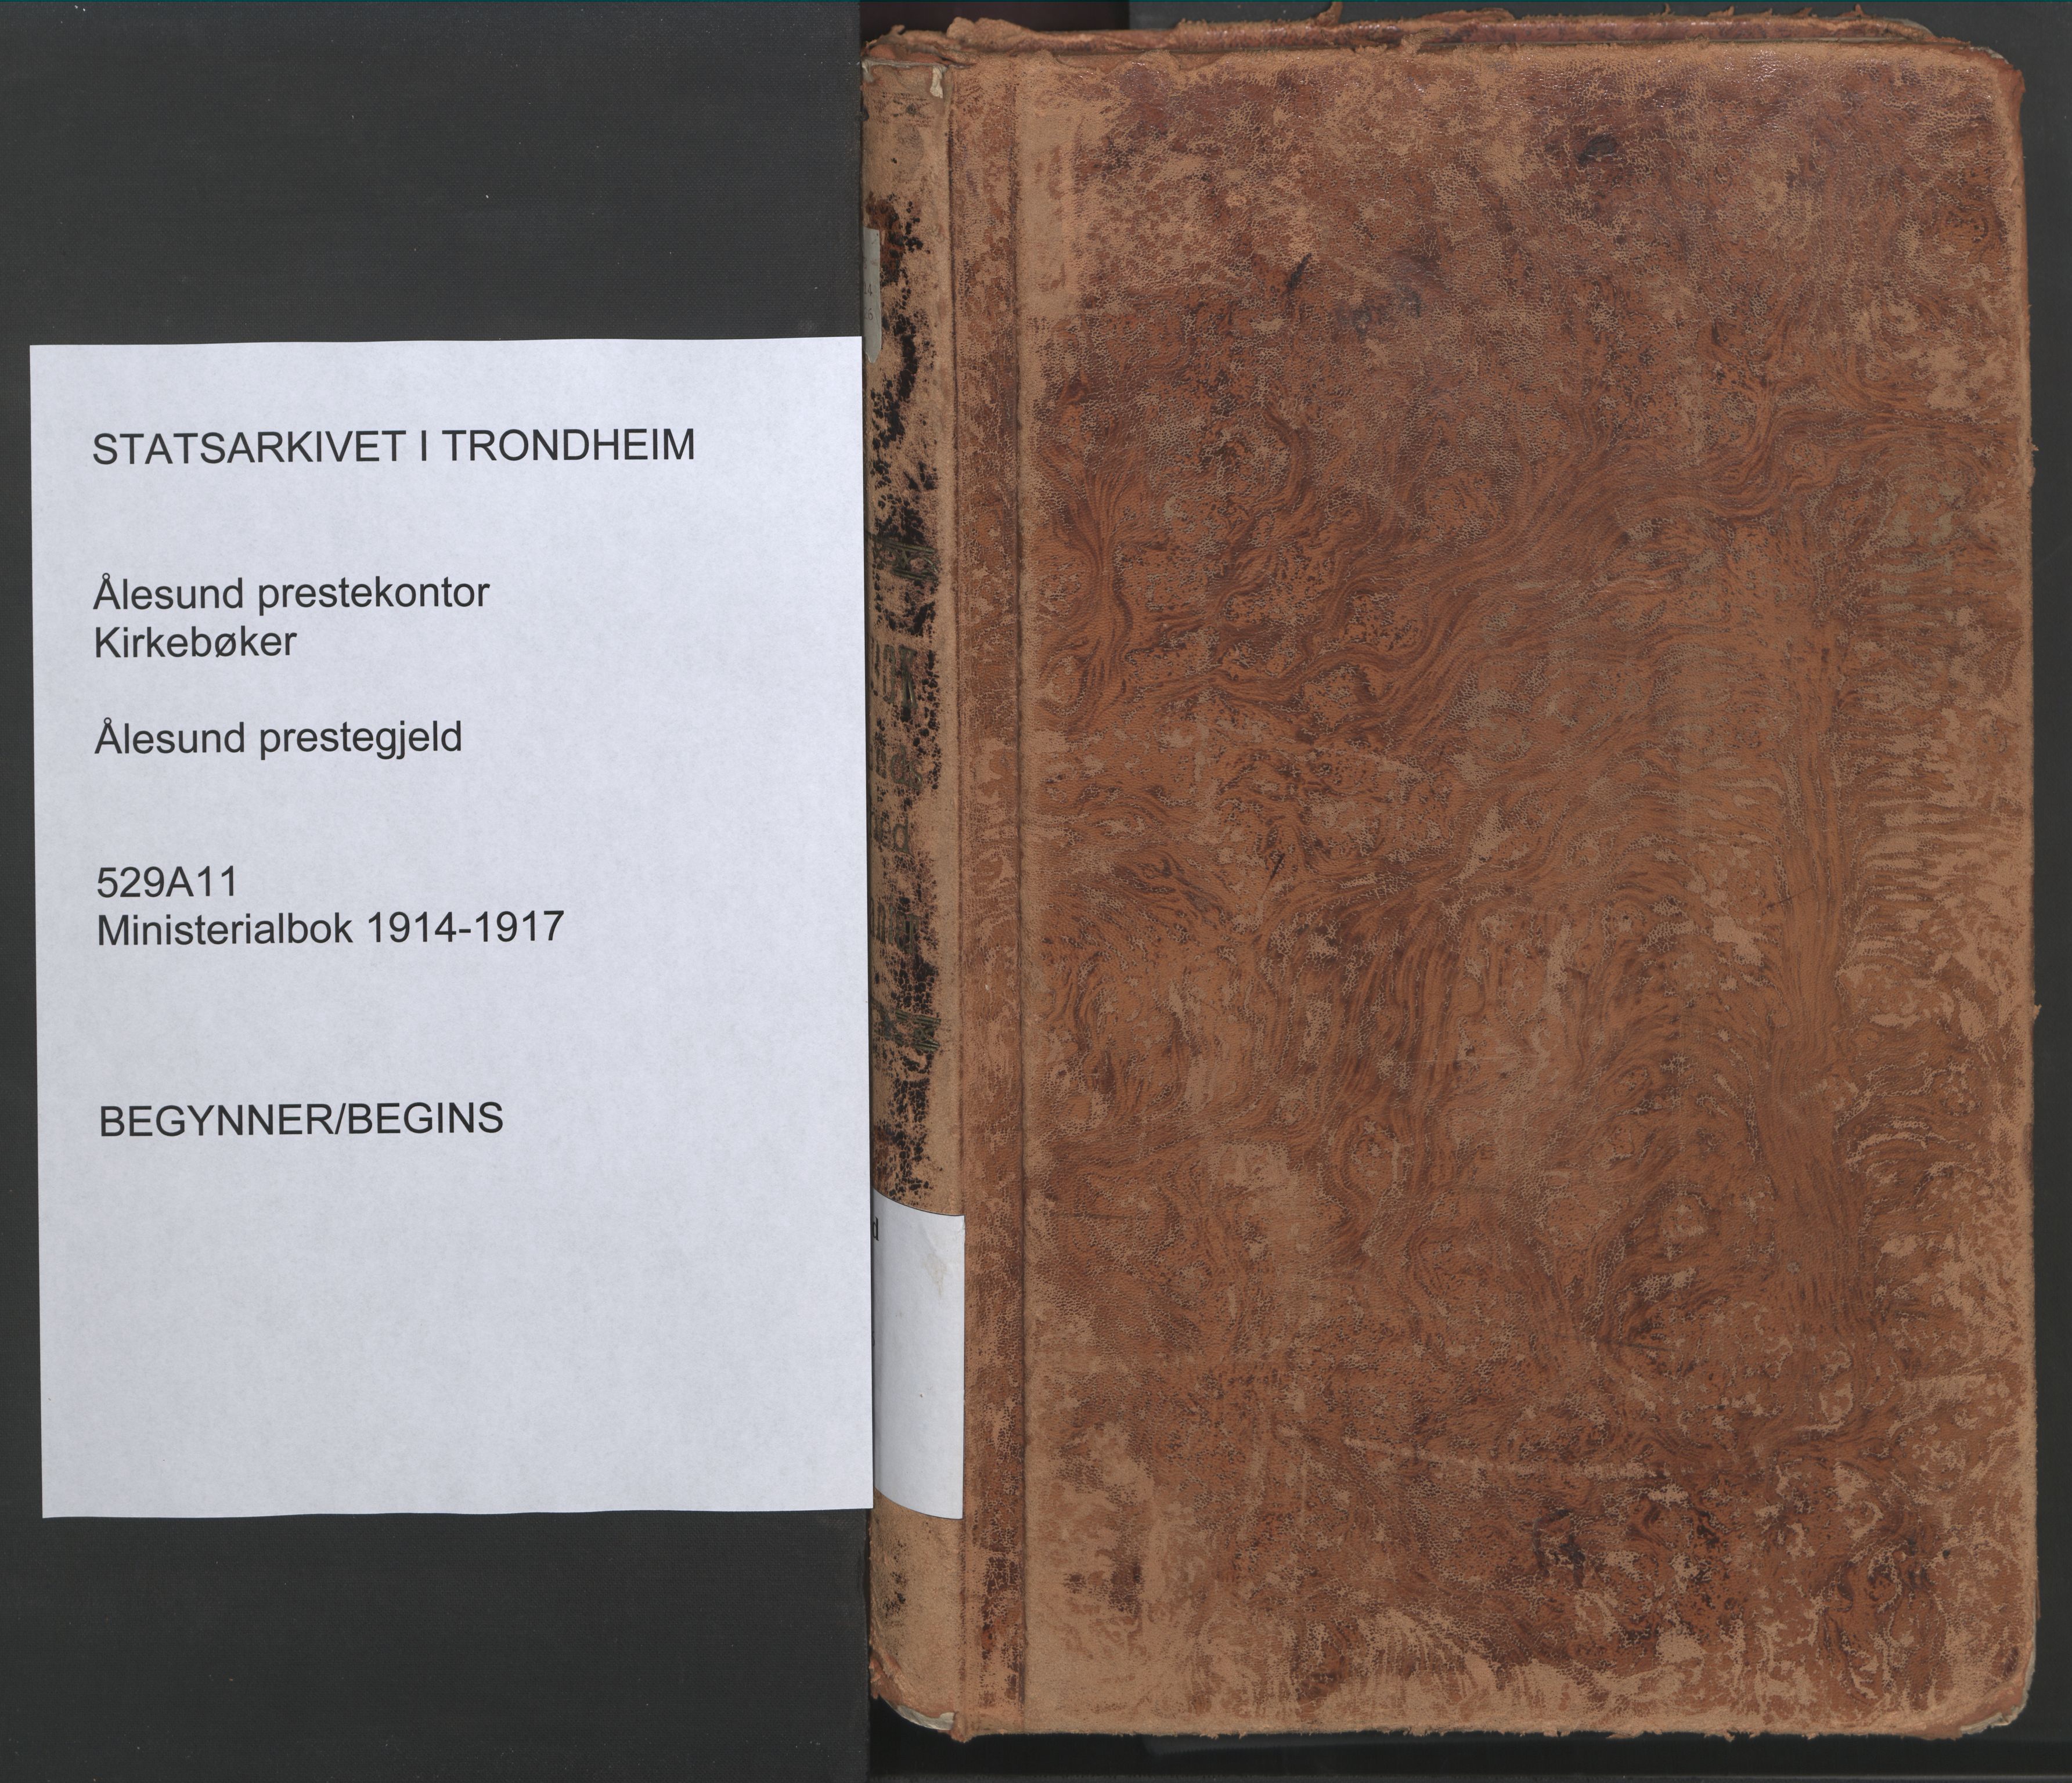 STATSARKIVET I TRONDHEIM
Ålesund prestekontor
Kirkebøker
Ålesund prestegjeld
529A11
Ministerialbok 1914-1917
BEGYNNER/BEGINS